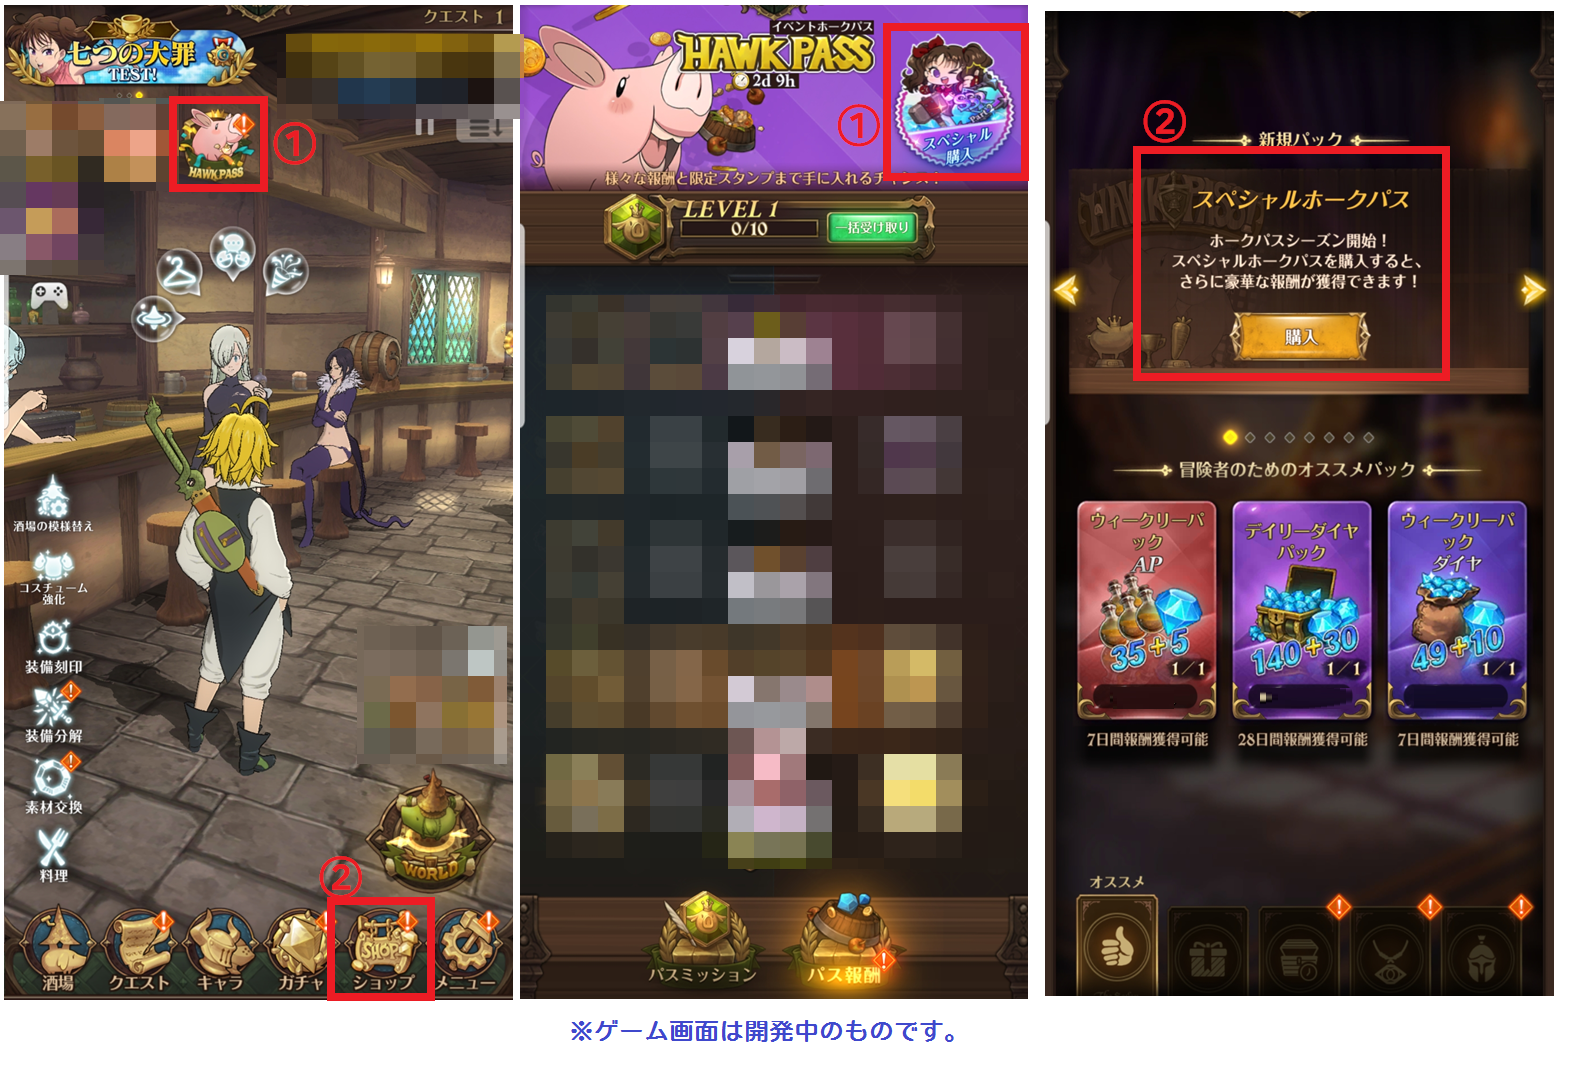 七つの大罪
TEST!
クエスト 1
HAWK PASS
①
酒場の模様替え
コスチューム
強化
装備刻印
装備分解
素材交換
料理
WORLD
②
酒場
クエスト
キャラ
ガチャ
SHOP
ショップ
メニュー
イベントホークパス
HAWK PASS
2d 9h
①
Part
スペシャル
購入
様々な報酬と限定スタンプまで手に入れるチャンス！
LEVEL 1
0/10
一括受け取り
パスミッション
パス報酬
②
新規パック
スペシャルホークパス
ホークパスシーズン開始！
スペシャルホークパスを購入すると、
さらに豪華な報酬が獲得できます！
購入
冒険者のためのオススメパック
ウィークリーパ
ック
AP
35+5
1/1
7日間報酬獲得可能
デイリーダイヤ
パック
140+30
1/1
28日間報酬獲得可能
ウィークリーパ
ック
ダイヤ
49+10
1/1
7日間報酬獲得可能
オススメ
※ゲーム画面は開発中のものです。